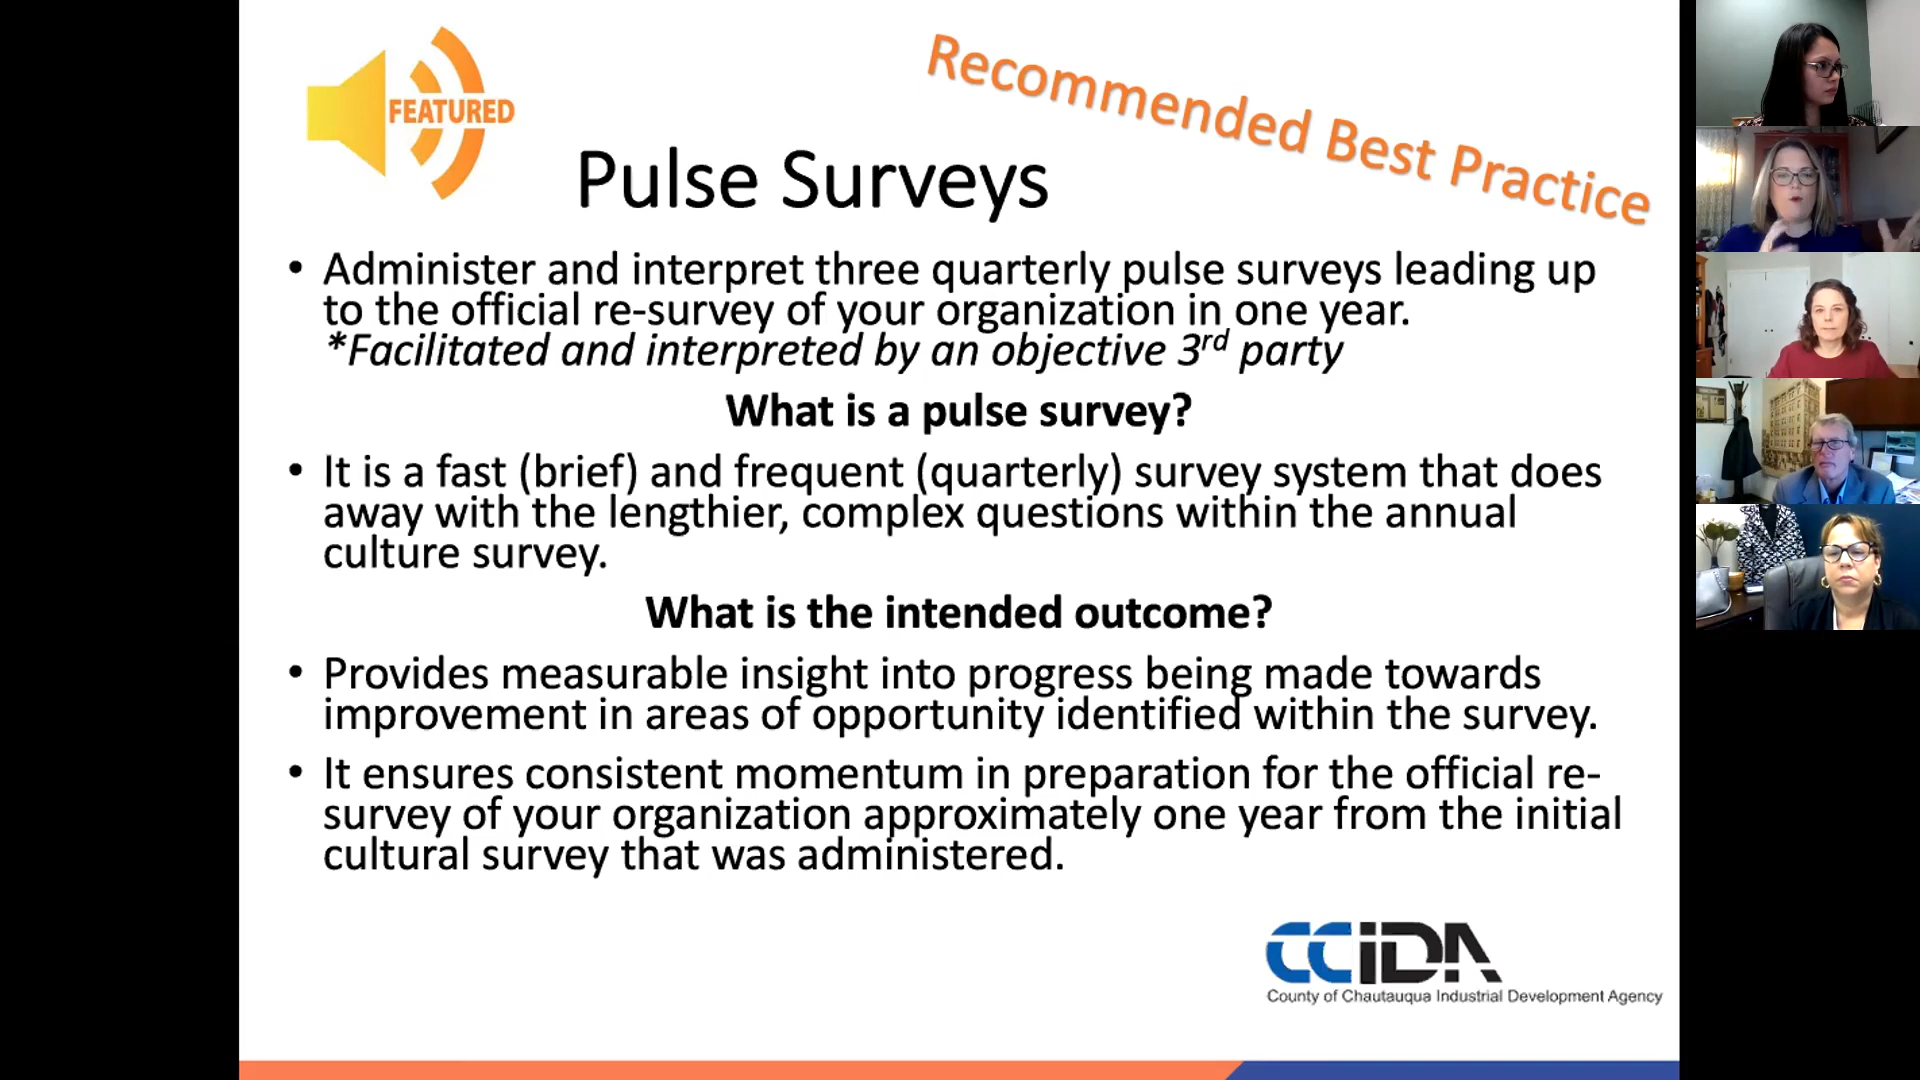 FEATURED
Recommended Best Practice
Pulse Surveys
• Administer and interpret three quarterly pulse surveys leading up
to the official re-survey of your organization in one year.
*Facilitated and interpreted by an objective 3rd party
What is a pulse survey?
• It is a fast (brief) and frequent (quarterly) survey system that does
away with the lengthier, complex questions within the annual
culture survey.
What is the intended outcome?
• Provides measurable insight into progress being made towards
improvement in areas of opportunity identified within the survey.
• It ensures consistent momentum in preparation for the official re-
survey of your organization approximately one year from the initial
cultural survey that was administered.
CCiDA
County of Chautauqua Industrial Development Agency